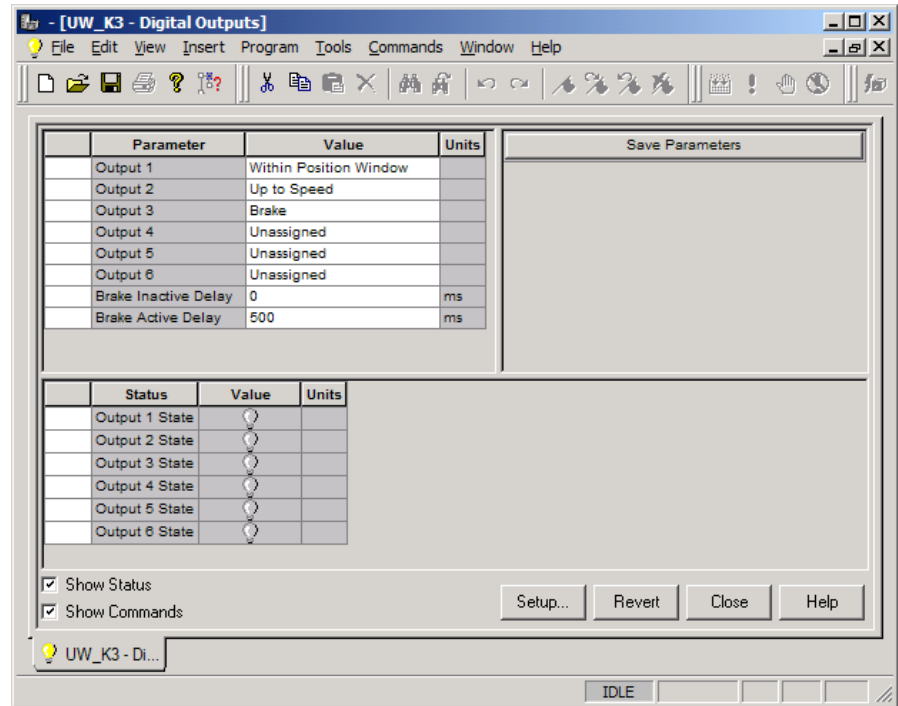 - [UW_K3 - Digital Outputs]
File Edit View Insert Program Tools Commands Window Help
Parameter Value Units
Output 1 Within Position Window
Output 2 Up to Speed
Output 3 Brake
Output 4 Unassigned
Output 5 Unassigned
Output 6 Unassigned
Brake Inactive Delay 0 ms
Brake Active Delay 500 ms
Save Parameters
Status Value Units
Output 1 State
Output 2 State
Output 3 State
Output 4 State
Output 5 State
Output 6 State
Show Status
Show Commands
Setup... Revert Close Help
UW_K3 - Di...
IDLE